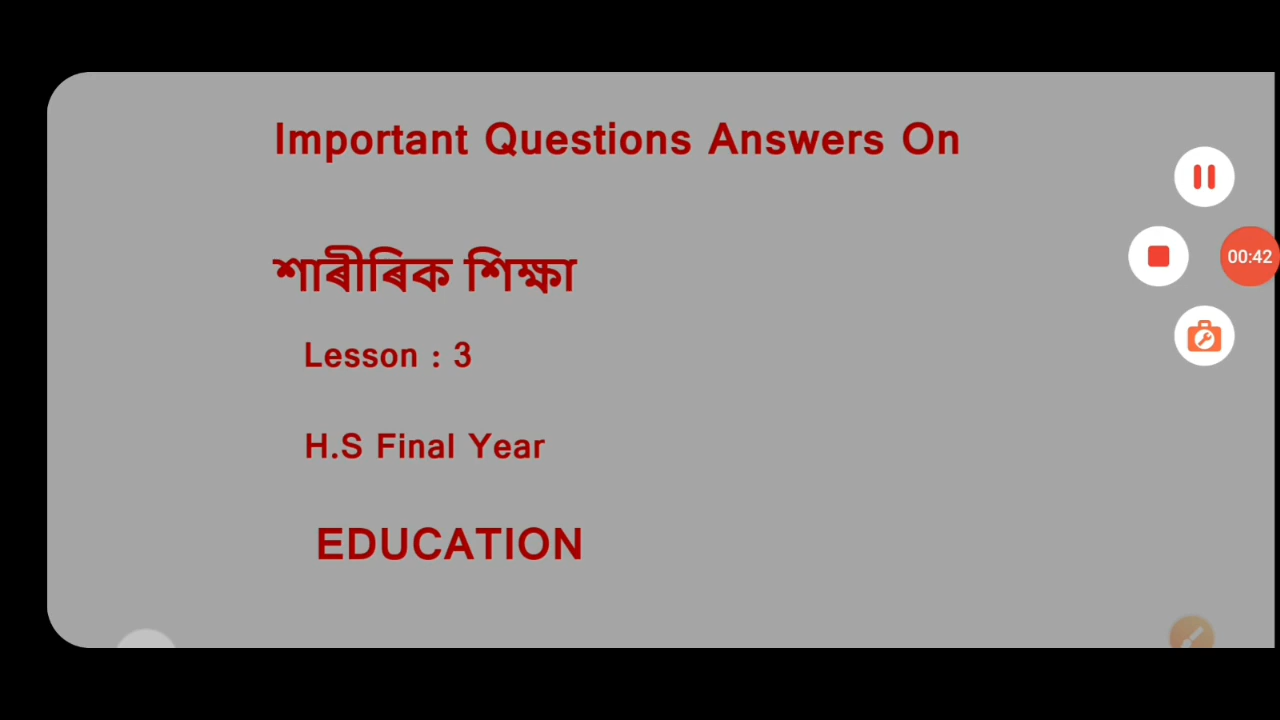 Important Questions Answers On
শাৰীৰিক শিক্ষা
Lesson : 3
H.S Final Year
EDUCATION
00:42